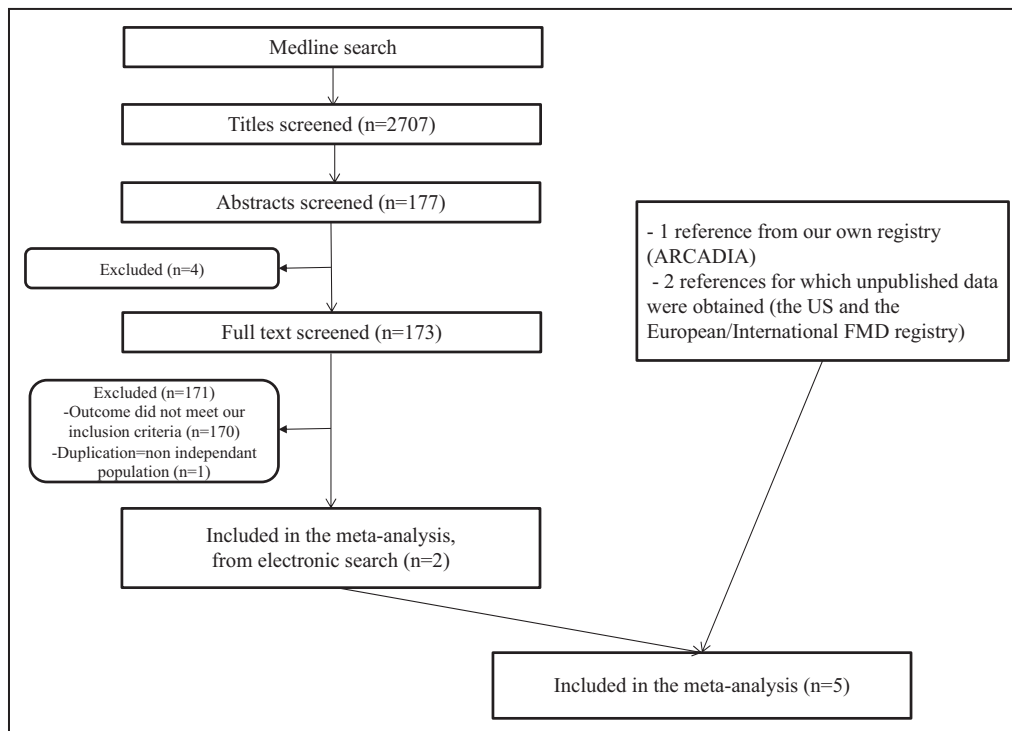 Medline search
Titles screened (n=2707)
Abstracts screened (n=177)
Excluded (n=4)
Full text screened (n=173)
Excluded (n=171)
-Outcome did not meet our
inclusion criteria (n=170)
-Duplication=non independant
population (n=1)
Included in the meta-analysis,
from electronic search (n=2)
- 1 reference from our own registry
(ARCADIA)
- 2 references for which unpublished data
were obtained (the US and the
European/International FMD registry)
Included in the meta-analysis (n=5)